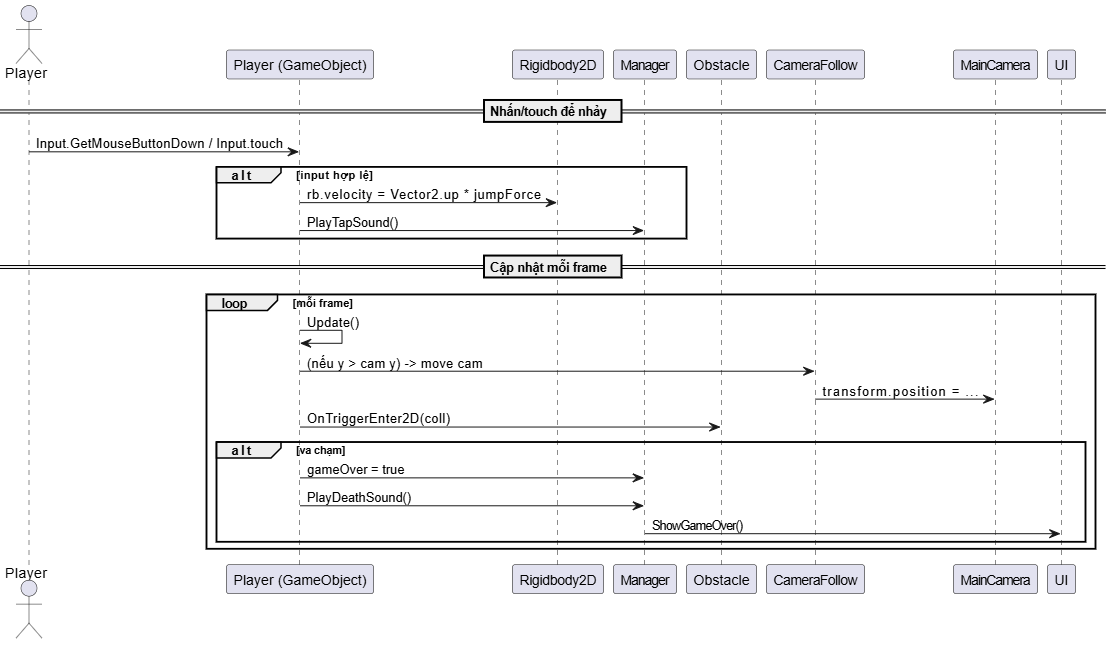 Player
Player (GameObject)
Rigidbody2D
Manager
Obstacle
CameraFollow
MainCamera
UI
Nhấn/touch để nhảy
Input.GetMouseButtonDown / Input.touch
alt
[input hợp lệ]
rb.velocity = Vector2.up * jumpForce
PlayTapSound()
Cập nhật mỗi frame
loop
[mỗi frame]
Update()
(nếu y > cam y) -> move cam
transform.position = ...
OnTriggerEnter2D(coll)
alt
[va chạm]
gameOver = true
PlayDeathSound()
ShowGameOver()
Player
Player (GameObject)
Rigidbody2D
Manager
Obstacle
CameraFollow
MainCamera
UI